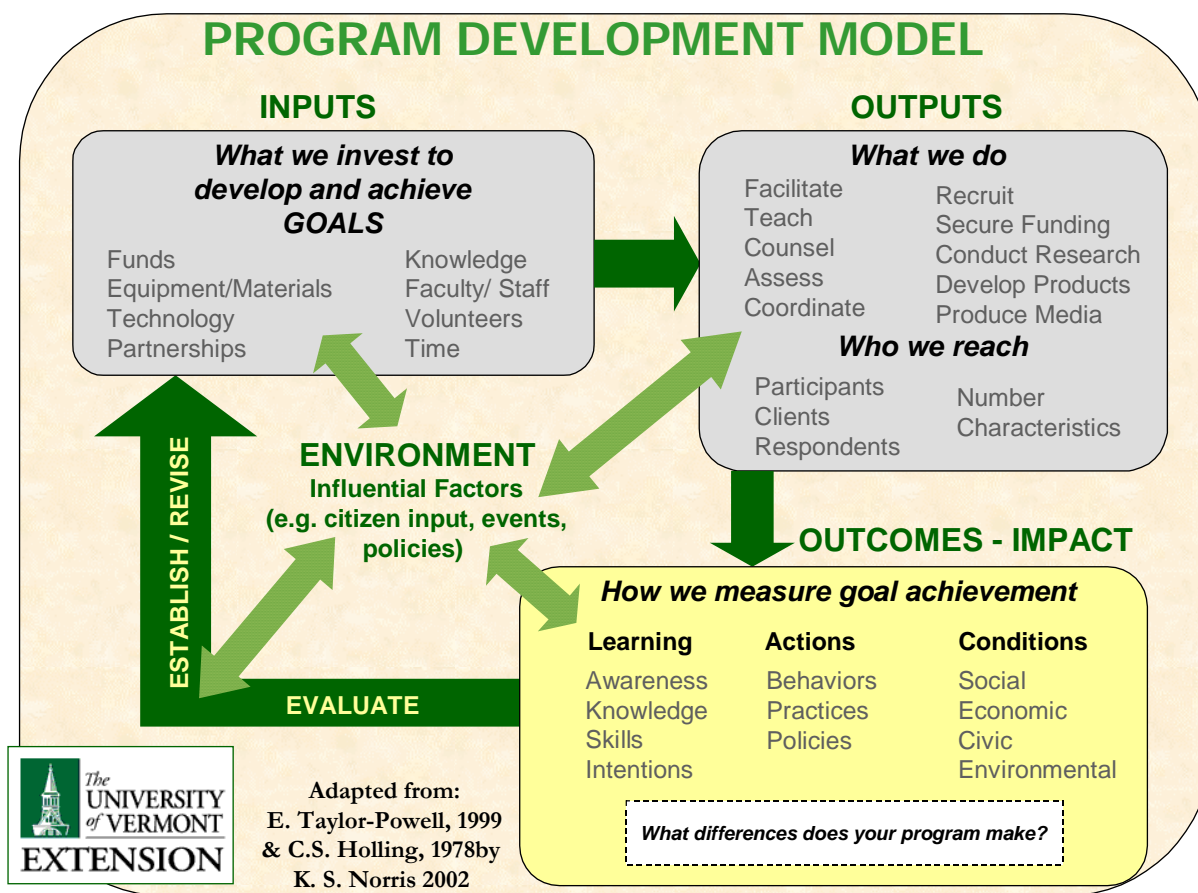 PROGRAM DEVELOPMENT MODEL
INPUTS
What we invest to
develop and achieve
GOALS
Funds
Equipment/Materials
Technology
Partnerships
Knowledge
Faculty/ Staff
Volunteers
Time
OUTPUTS
What we do
Facilitate
Teach
Counsel
Assess
Coordinate
Recruit
Secure Funding
Conduct Research
Develop Products
Produce Media
Who we reach
Participants
Clients
Respondents
Number
Characteristics
ENVIRONMENT
Influential Factors
(e.g. citizen input, events,
policies)
OUTCOMES - IMPACT
How we measure goal achievement
Learning
Awareness
Knowledge
Skills
Intentions
Actions
Behaviors
Practices
Policies
Conditions
Social
Economic
Civic
Environmental
What differences does your program make?
EVALUATE
ESTABLISH / REVISE
The
UNIVERSITY
of VERMONT
EXTENSION
Adapted from:
E. Taylor-Powell, 1999
& C.S. Holling, 1978by
K. S. Norris 2002